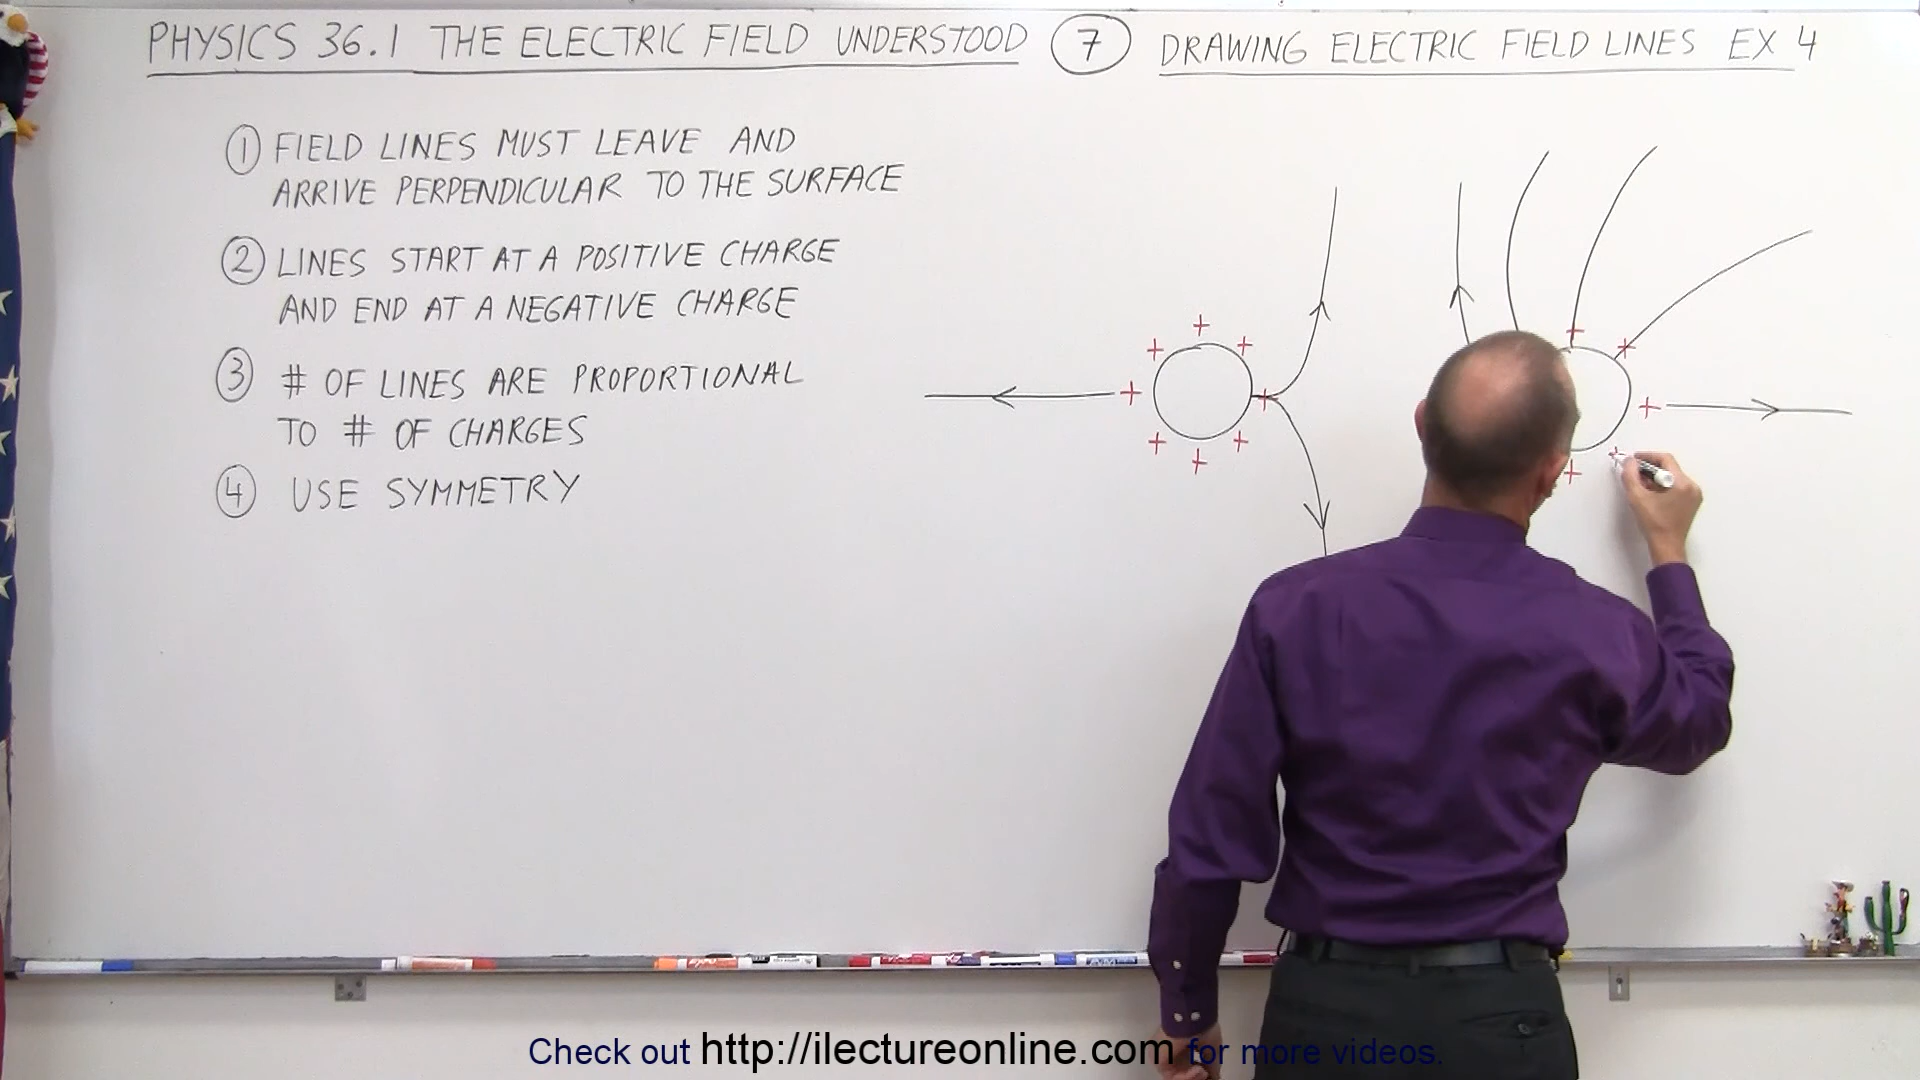 PHYSICS 36.1 THE ELECTRIC FIELD UNDERSTOOD 7 DRAWING ELECTRIC FIELD LINES EX 4
1 FIELD LINES MUST LEAVE AND
ARRIVE PERPENDICULAR TO THE SURFACE
2 LINES START AT A POSITIVE CHARGE
AND END AT A NEGATIVE CHARGE
3 # OF LINES ARE PROPORTIONAL
TO # OF CHARGES
4 USE SYMMETRY
Check out http://ilectureonline.com for more videos.